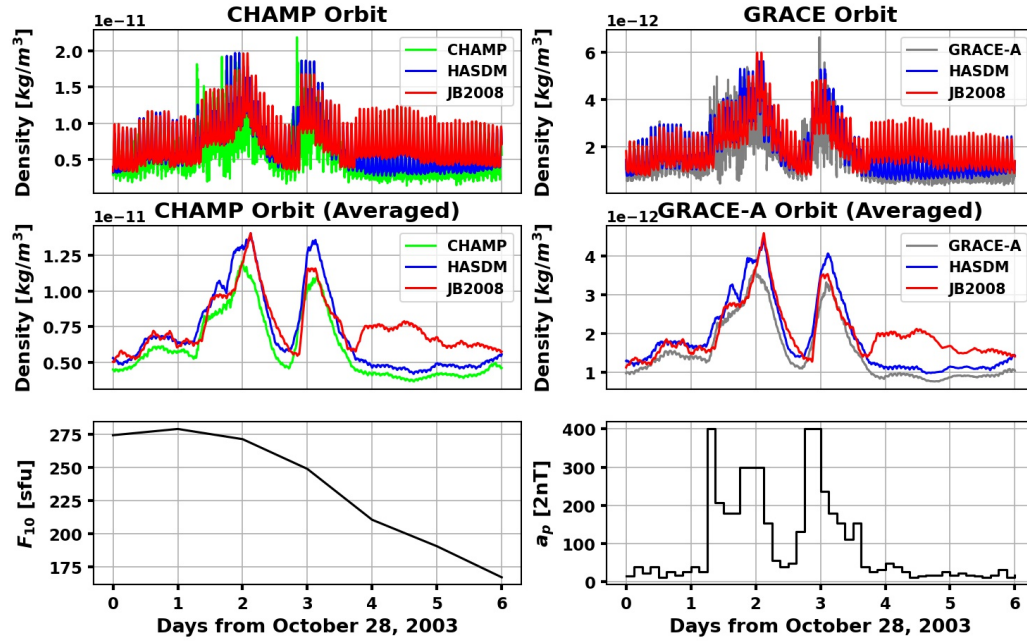 CHAMP Orbit
1e−11
Density [kg/m³]
2.0
1.5
1.0
0.5
CHAMP
HASDM
JB2008
GRACE Orbit
1e−12
Density [kg/m³]
6
4
2
GRACE-A
HASDM
JB2008
CHAMP Orbit (Averaged)
1e−11
Density [kg/m³]
1.25
1.00
0.75
0.50
CHAMP
HASDM
JB2008
GRACE-A Orbit (Averaged)
1e−12
Density [kg/m³]
4
3
2
1
GRACE-A
HASDM
JB2008
F₁₀ [sfu]
275
250
225
200
175
0 1 2 3 4 5 6
Days from October 28, 2003
aₚ [2nT]
400
300
200
100
0
0 1 2 3 4 5 6
Days from October 28, 2003